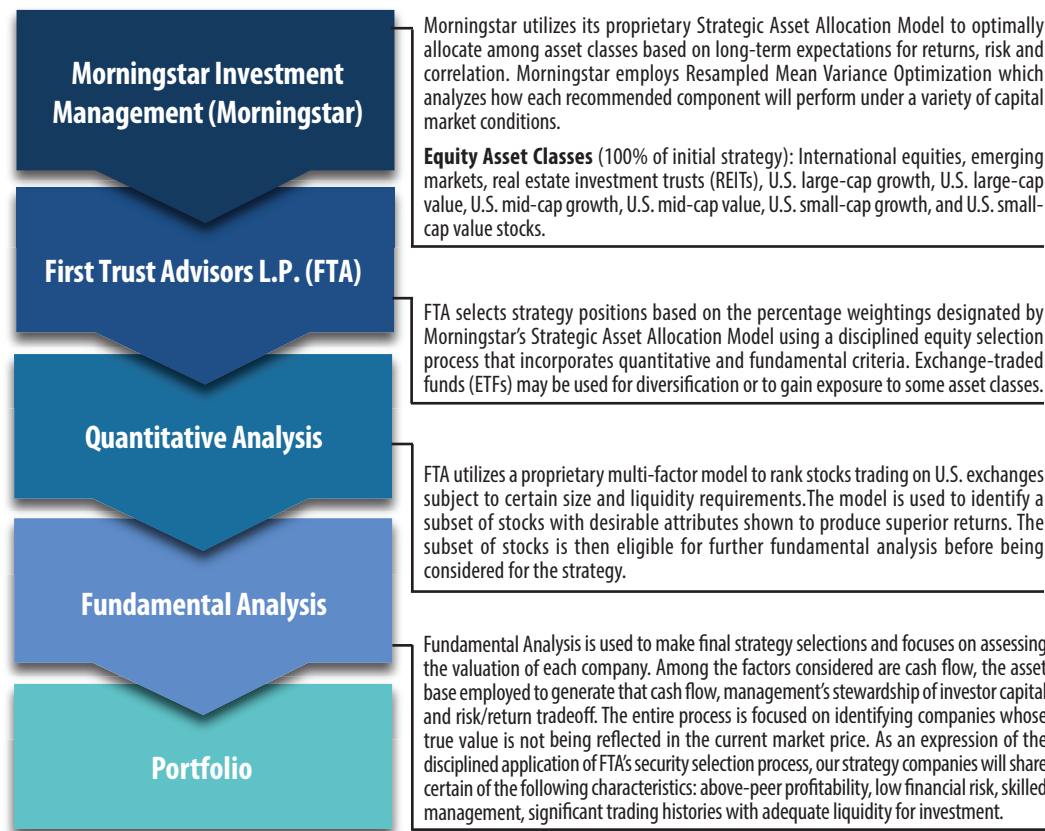 Morningstar Investment
Management (Morningstar)
Morningstar utilizes its proprietary Strategic Asset Allocation Model to optimally
allocate among asset classes based on long-term expectations for returns, risk and
correlation. Morningstar employs Resampled Mean Variance Optimization which
analyzes how each recommended component will perform under a variety of capital
market conditions.
Equity Asset Classes (100% of initial strategy): International equities, emerging
markets, real estate investment trusts (REITs), U.S. large-cap growth, U.S. large-cap
value, U.S. mid-cap growth, U.S. mid-cap value, U.S. small-cap growth, and U.S. small-
cap value stocks.
First Trust Advisors L.P. (FTA)
FTA selects strategy positions based on the percentage weightings designated by
Morningstar's Strategic Asset Allocation Model using a disciplined equity selection
process that incorporates quantitative and fundamental criteria. Exchange-traded
funds (ETFs) may be used for diversification or to gain exposure to some asset classes.
Quantitative Analysis
FTA utilizes a proprietary multi-factor model to rank stocks trading on U.S. exchanges
subject to certain size and liquidity requirements.The model is used to identify a
subset of stocks with desirable attributes shown to produce superior returns. The
subset of stocks is then eligible for further fundamental analysis before being
considered for the strategy.
Fundamental Analysis
Fundamental Analysis is used to make final strategy selections and focuses on assessing
the valuation of each company. Among the factors considered are cash flow, the asset
base employed to generate that cash flow, management's stewardship of investor capital
and risk/return tradeoff. The entire process is focused on identifying companies whose
true value is not being reflected in the current market price. As an expression of the
disciplined application of FTA's security selection process, our strategy companies will share
certain of the following characteristics: above-peer profitability, low financial risk, skilled
management, significant trading histories with adequate liquidity for investment.
Portfolio